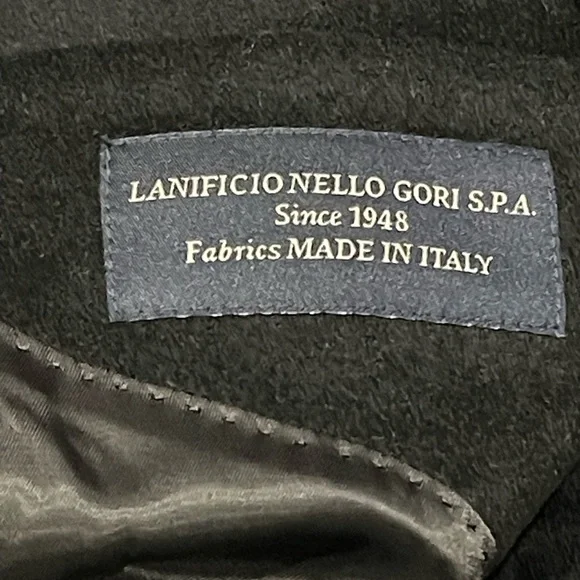 LANIFICIO NELLO GORI S.P.A.
Since 1948
Fabrics MADE IN ITALY